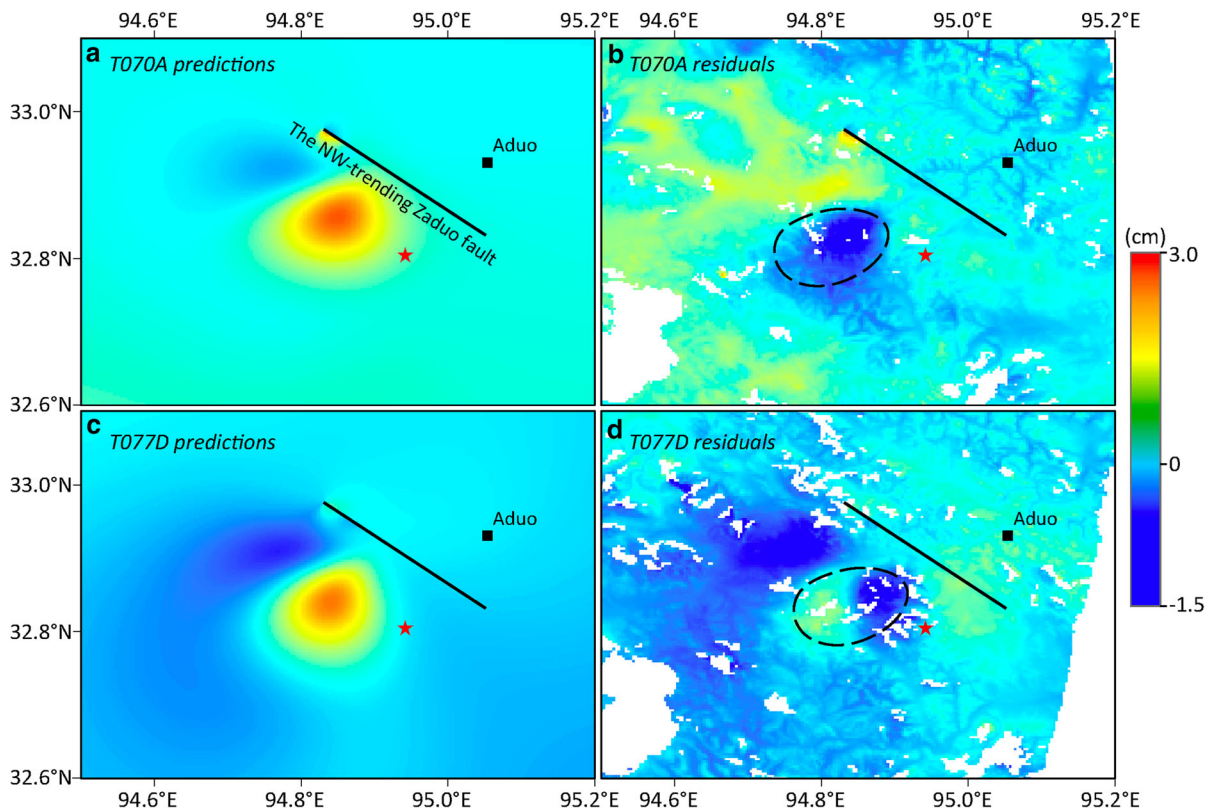 94.6°E 94.8°E 95.0°E 95.2°E
94.6°E 94.8°E 95.0°E 95.2°E
a T070A predictions
b T070A residuals
33.0°N
32.8°N
32.6°N
The NW-trending Zaduo fault
Aduo
Aduo
(cm)
3.0
0
-1.5
c T077D predictions
d T077D residuals
33.0°N
32.8°N
32.6°N
Aduo
Aduo
94.6°E 94.8°E 95.0°E 95.2°E
94.6°E 94.8°E 95.0°E 95.2°E